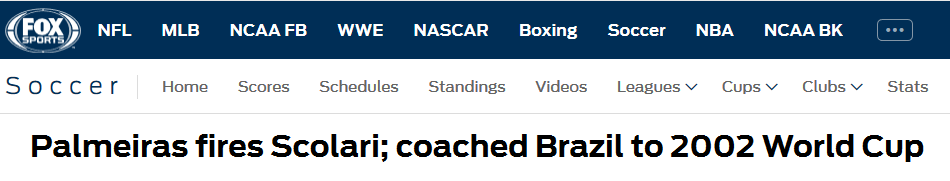 FOX SPORTS NFL MLB NCAA FB WWE NASCAR Boxing Soccer NBA NCAA BK ...
Soccer Home Scores Schedules Standings Videos Leagues Cups Clubs Stats
Palmeiras fires Scolari; coached Brazil to 2002 World Cup